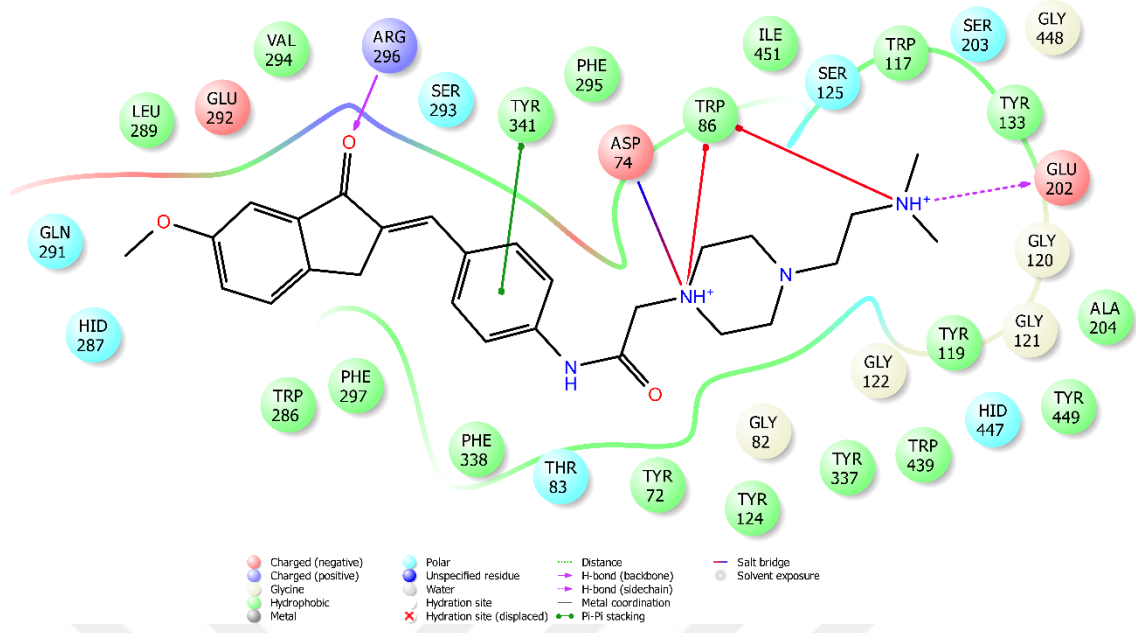 VAL
294
ARG
296
ILE
451
TRP
117
SER
203
GLY
448
LEU
289
GLU
292
SER
293
TYR
341
PHE
295
TRP
86
SER
125
TYR
133
ASP
74
GLU
202
GLN
291
O
O
NH+
N
NH+
GLY
120
HID
287
N
H
O
TYR
119
GLY
121
ALA
204
GLY
122
TRP
286
PHE
297
PHE
338
THR
83
TYR
72
GLY
82
TYR
124
TYR
337
TRP
439
HID
447
TYR
449
Charged (negative)
Charged (positive)
Glycine
Hydrophobic
Metal
Polar
Unspecified residue
Water
Hydration site
Hydration site (displaced)
Distance
H-bond (backbone)
H-bond (sidechain)
Metal coordination
Pi-Pi stacking
Salt bridge
Solvent exposure